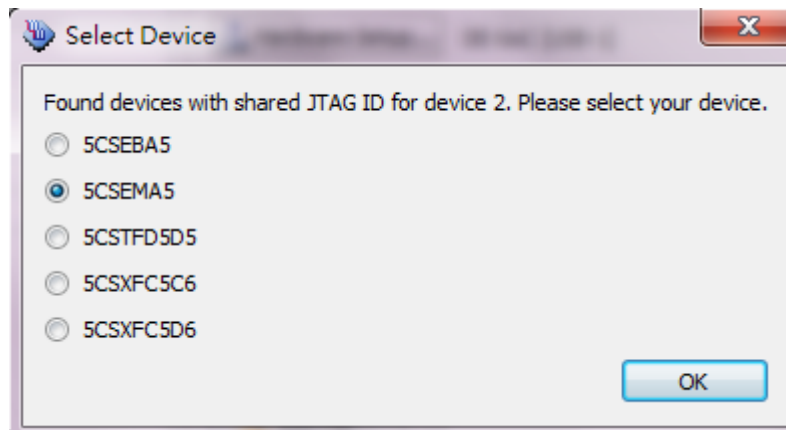 Select Device
Found devices with shared JTAG ID for device 2. Please select your device.
5CSEBA5
5CSEMA5
5CSTFD5D5
5CSXFC5C6
5CSXFC5D6
OK